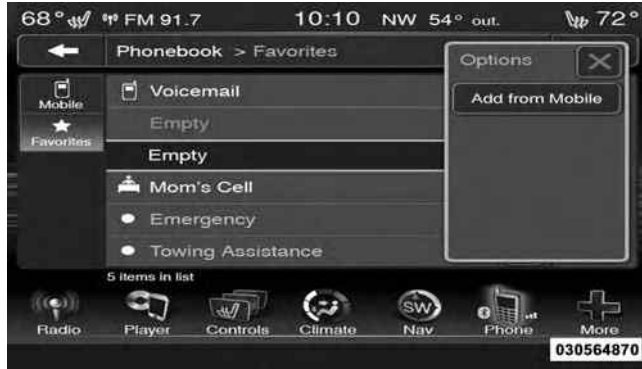 68° FM 91.7 10:10 NW 54° out. 72°
Phonebook > Favorites
Options
Mobile
Voicemail
Add from Mobile
Favorites
Empty
Empty
Mom's Cell
Emergency
Towing Assistance
5 items in list
SW
Radio Player Controls Climate Nav Phone More
030564870